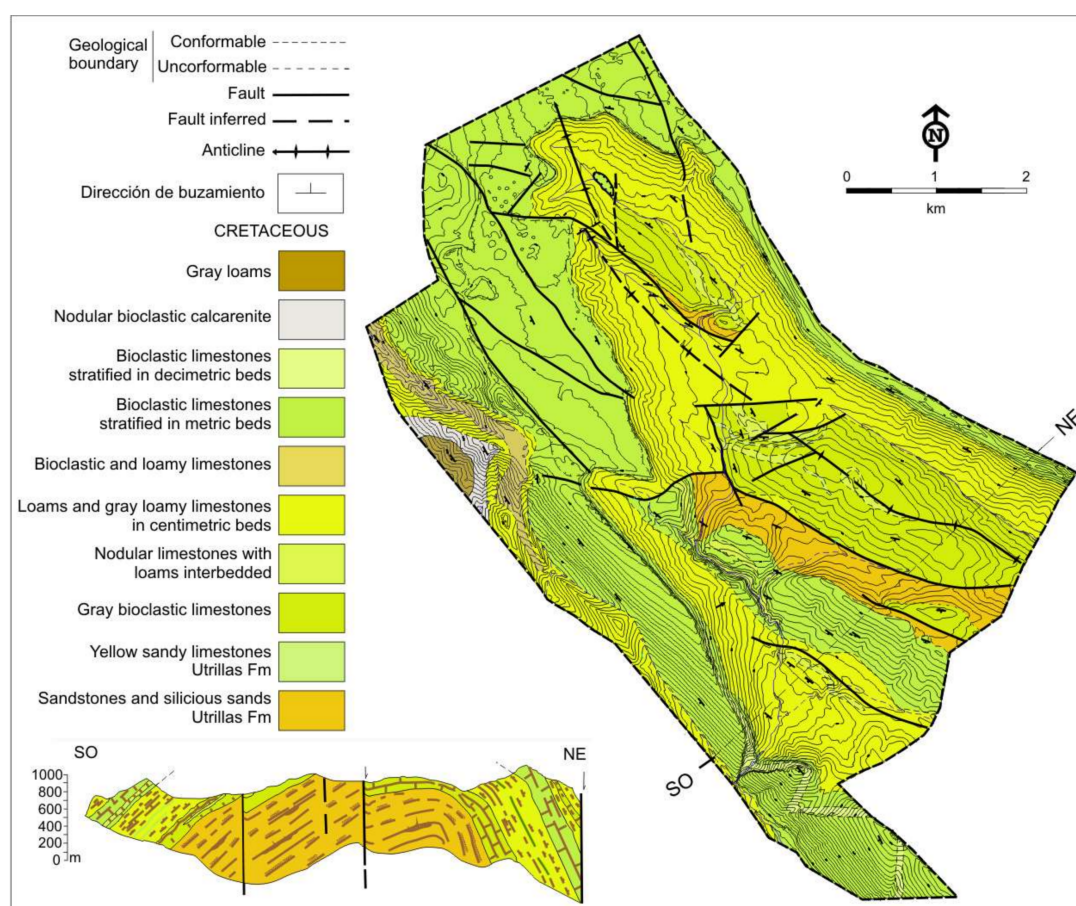 Geological
boundary
Conformable
Uncorformable
Fault
Fault inferred
Anticline
Dirección de buzamiento
CRETACEOUS
Gray loams
Nodular bioclastic calcarenite
Bioclastic limestones
stratified in decimetric beds
Bioclastic limestones
stratified in metric beds
Bioclastic and loamy limestones
Loams and gray loamy limestones
in centimetric beds
Nodular limestones with
loams interbedded
Gray bioclastic limestones
Yellow sandy limestones
Utrillas Fm
Sandstones and silicious sands
Utrillas Fm
N
0 1 2
km
NE
SO
SO
NE
1000
800
600
400
200
0 m